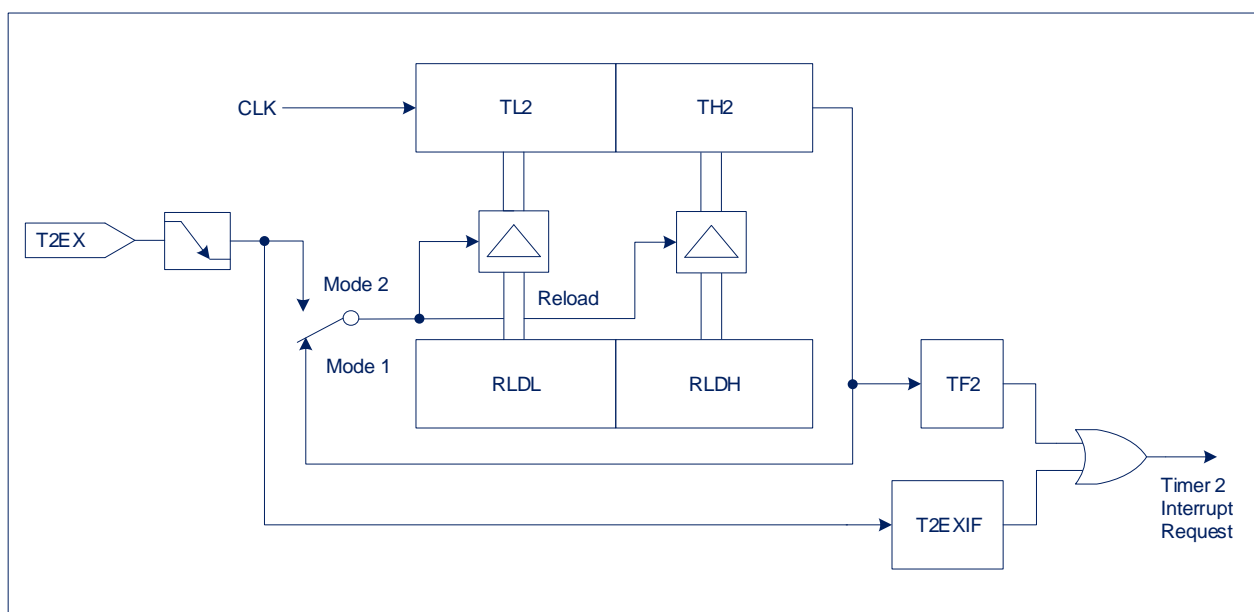 CLK
TL2
TH2
T2EX
Mode 2
Reload
Mode 1
RLDL
RLDH
TF2
T2EXIF
Timer 2
Interrupt
Request